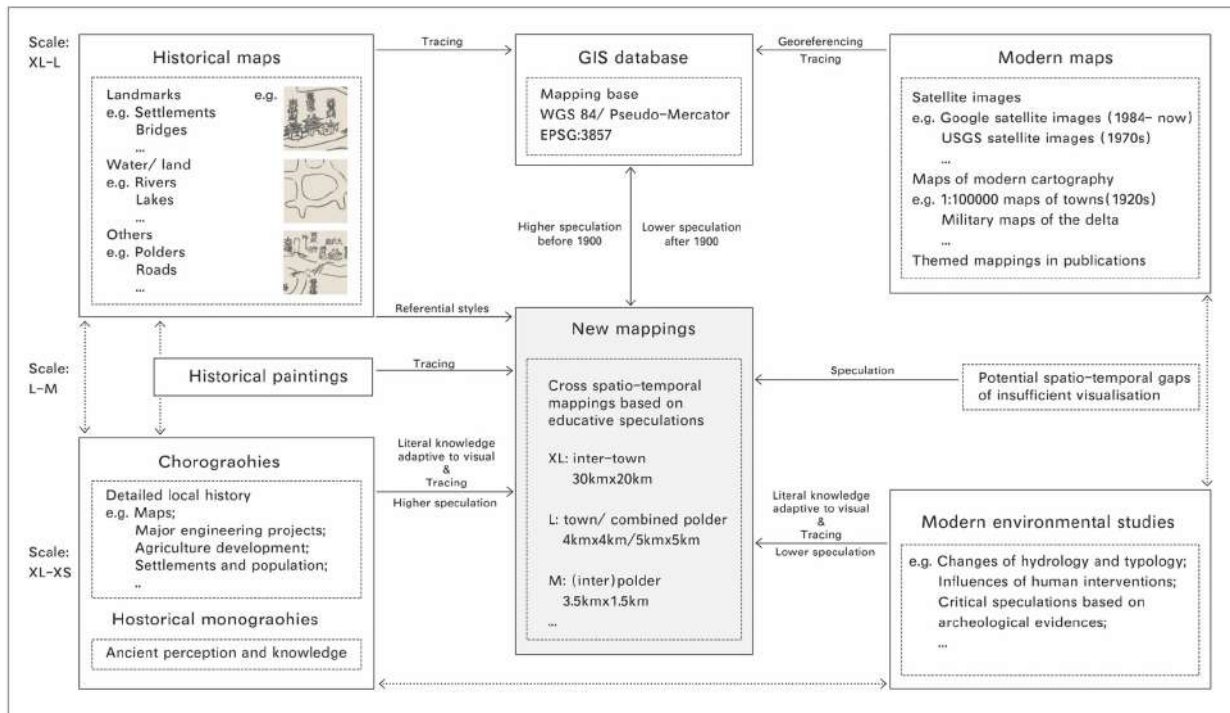 Scale:
XL-L
Historical maps
Landmarks e.g.
e.g. Settlements
Bridges
...
Water/ land
e.g. Rivers
Lakes
...
Others
e.g. Polders
Roads
...
Tracing
GIS database
Mapping base
WGS 84/ Pseudo-Mercator
EPSG:3857
Georeferencing
Tracing
Modern maps
Satellite images
e.g. Google satellite images (1984- now)
USGS satellite images (1970s)
...
Maps of modern cartography
e.g. 1:100000 maps of towns(1920s)
Military maps of the delta
...
Themed mappings in publications
Higher speculation
before 1900
Lower speculation
after 1900
Referential styles
Scale:
L-M
Historical paintings
Tracing
New mappings
Cross spatio-temporal
mappings based on
educative speculations
XL: inter-town
30kmx20km
L: town/ combined polder
4kmx4km/5kmx5km
M: (inter)polder
3.5kmx1.5km
...
Speculation
Potential spatio-temporal gaps
of insufficient visualisation
Scale:
XL-XS
Chorograohies
Detailed local history
e.g. Maps;
Major engineering projects;
Agriculture development;
Settlements and population;
..
Hostorical monograohies
Ancient perception and knowledge
Literal knowledge
adaptive to visual
&
Tracing
Higher speculation
Literal knowledge
adaptive to visual
&
Tracing
Lower speculation
Modern environmental studies
e.g. Changes of hydrology and typology;
Influences of human interventions;
Critical speculations based on
archeological evidences;
...